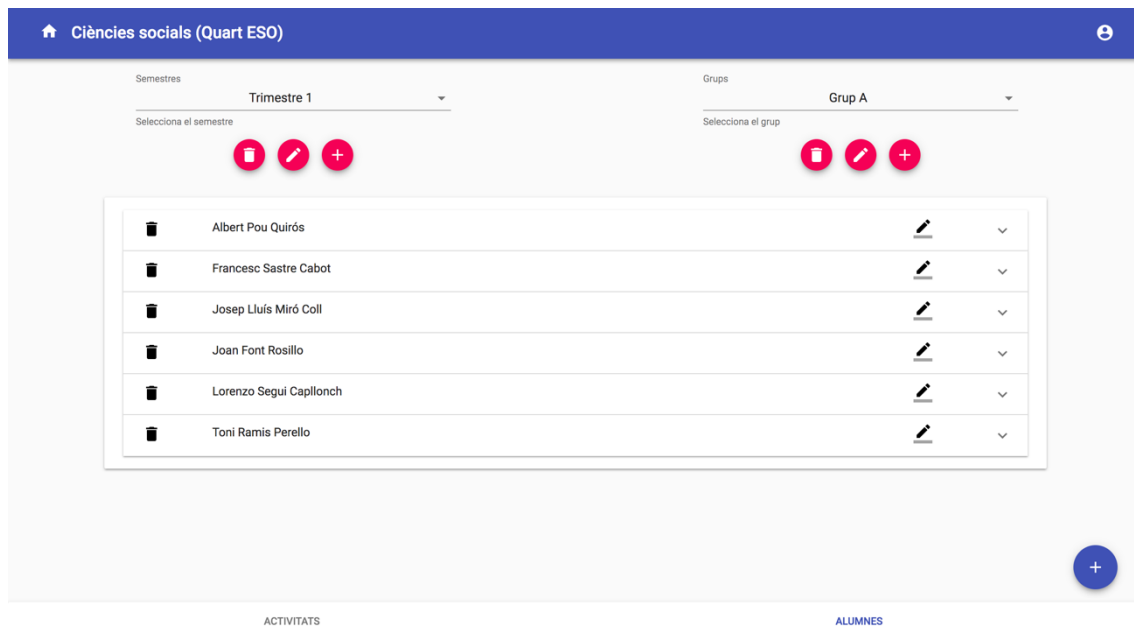 Ciències socials (Quart ESO)
Semestres
Trimestre 1
Selecciona el semestre
Grups
Grup A
Selecciona el grup
Albert Pou Quirós
Francesc Sastre Cabot
Josep Lluís Miró Coll
Joan Font Rosillo
Lorenzo Segui Capllonch
Toni Ramis Perello
ACTIVITATS
ALUMNES